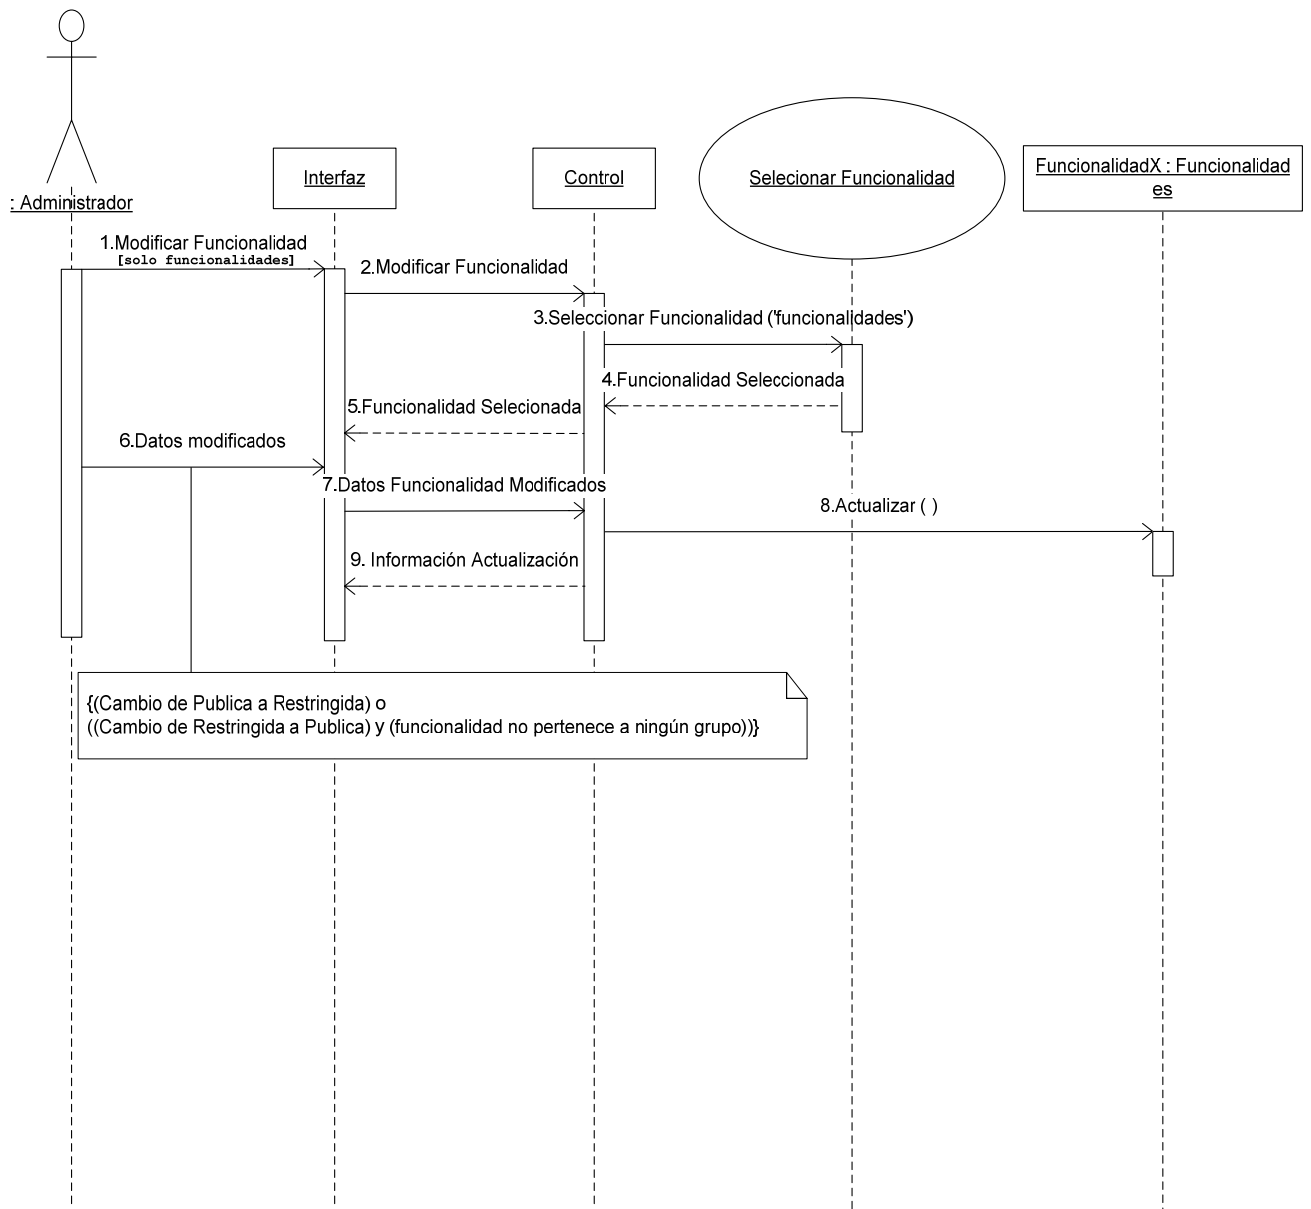 : Administrador
Interfaz
Control
Selecionar Funcionalidad
FuncionalidadX : Funcionalidad
es
1.Modificar Funcionalidad
[solo funcionalidades]
2.Modificar Funcionalidad
3.Seleccionar Funcionalidad ('funcionalidades')
4.Funcionalidad Seleccionada
5.Funcionalidad Selecionada
6.Datos modificados
7.Datos Funcionalidad Modificados
8.Actualizar ( )
9. Información Actualización
{(Cambio de Publica a Restringida) o
((Cambio de Restringida a Publica) y (funcionalidad no pertenece a ningún grupo))}